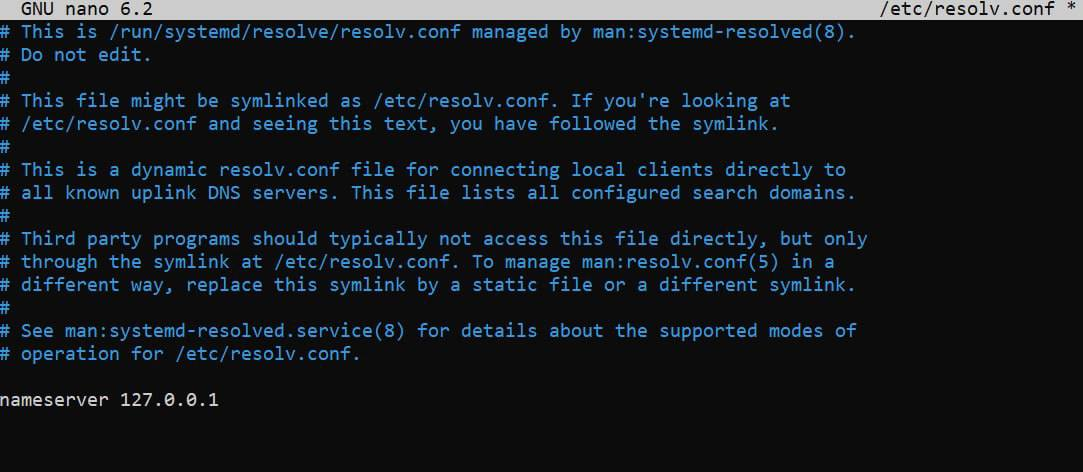 GNU nano 6.2 /etc/resolv.conf *
# This is /run/systemd/resolve/resolv.conf managed by man:systemd-resolved(8).
# Do not edit.
#
# This file might be symlinked as /etc/resolv.conf. If you're looking at
# /etc/resolv.conf and seeing this text, you have followed the symlink.
#
# This is a dynamic resolv.conf file for connecting local clients directly to
# all known uplink DNS servers. This file lists all configured search domains.
#
# Third party programs should typically not access this file directly, but only
# through the symlink at /etc/resolv.conf. To manage man:resolv.conf(5) in a
# different way, replace this symlink by a static file or a different symlink.
#
# See man:systemd-resolved.service(8) for details about the supported modes of
# operation for /etc/resolv.conf.
nameserver 127.0.0.1